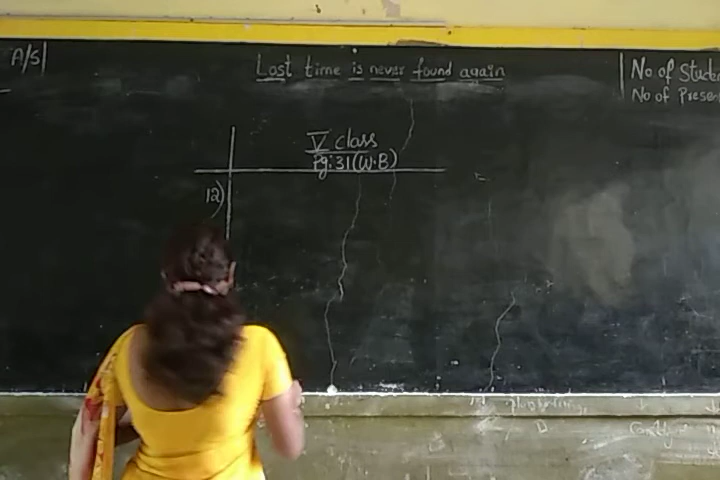 A/S
Lost time is never found again
No of Stude
No of Presen
V class
Pg:31(W.B)
12)